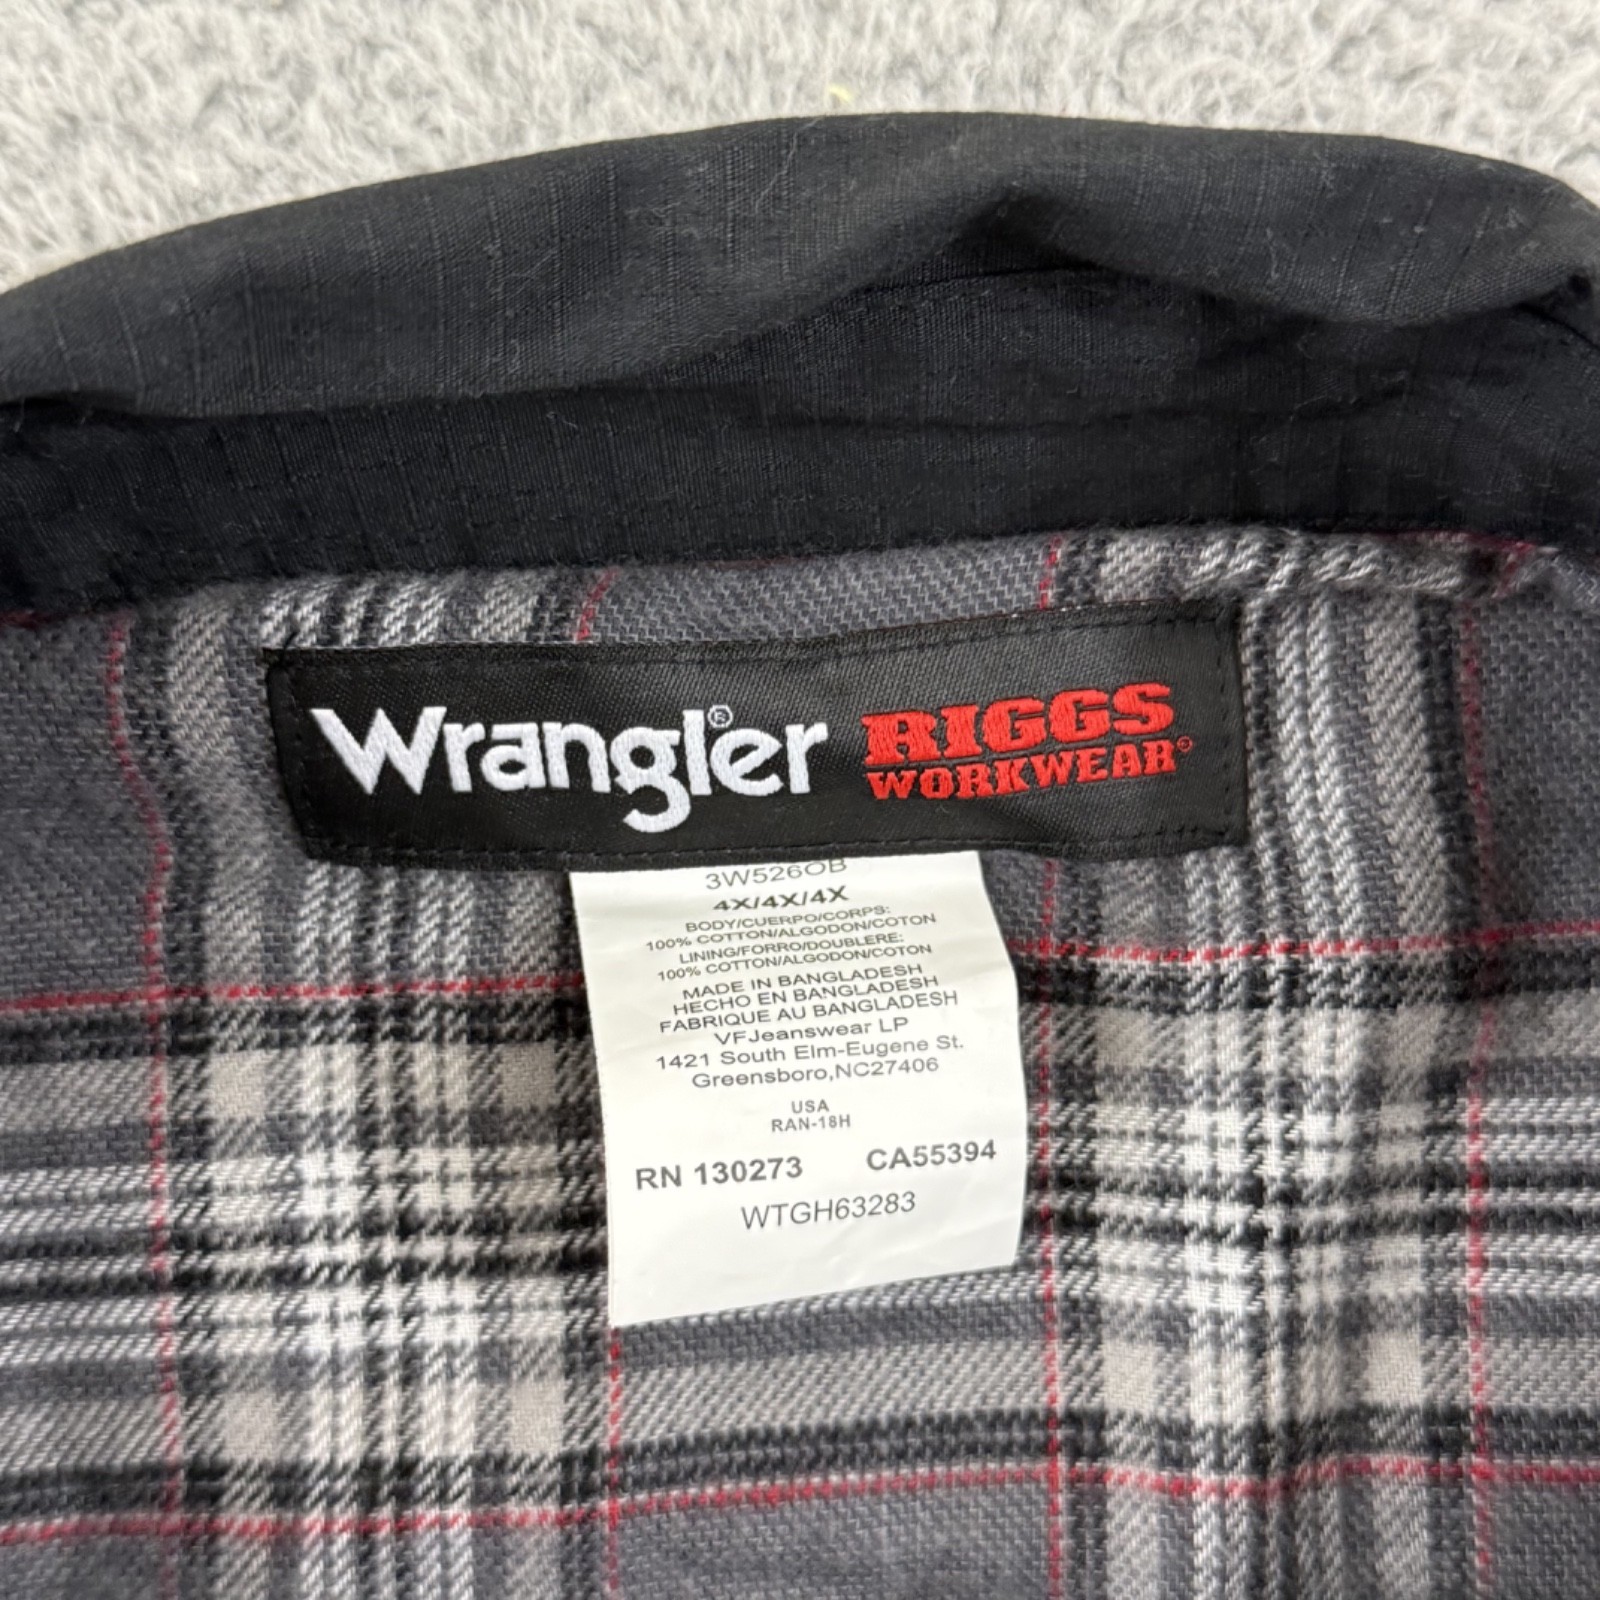 Wrangler® RIGGS
WORKWEAR®
3W526OB
4X/4X/4X
BODY/CUERPO/CORPS:
100% COTTON/ALGODON/COTON
LINING/FORRO/DOUBLERE:
100% COTTON/ALGODON/COTON
MADE IN BANGLADESH
HECHO EN BANGLADESH
FABRIQUE AU BANGLADESH
VFJeanswear LP
1421 South Elm-Eugene St.
Greensboro,NC27406
USA
RAN-18H
RN 130273 CA55394
WTGH63283